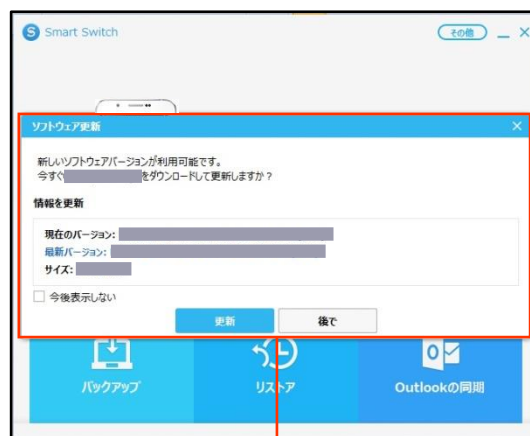 Smart Switch
その他
ソフトウェア更新
新しいソフトウェアバージョンが利用可能です。
今すぐ をダウンロードして更新しますか?
情報を更新
現在のバージョン:
最新バージョン:
サイズ:
今後表示しない
更新
後で
バックアップ
リストア
Outlookの同期